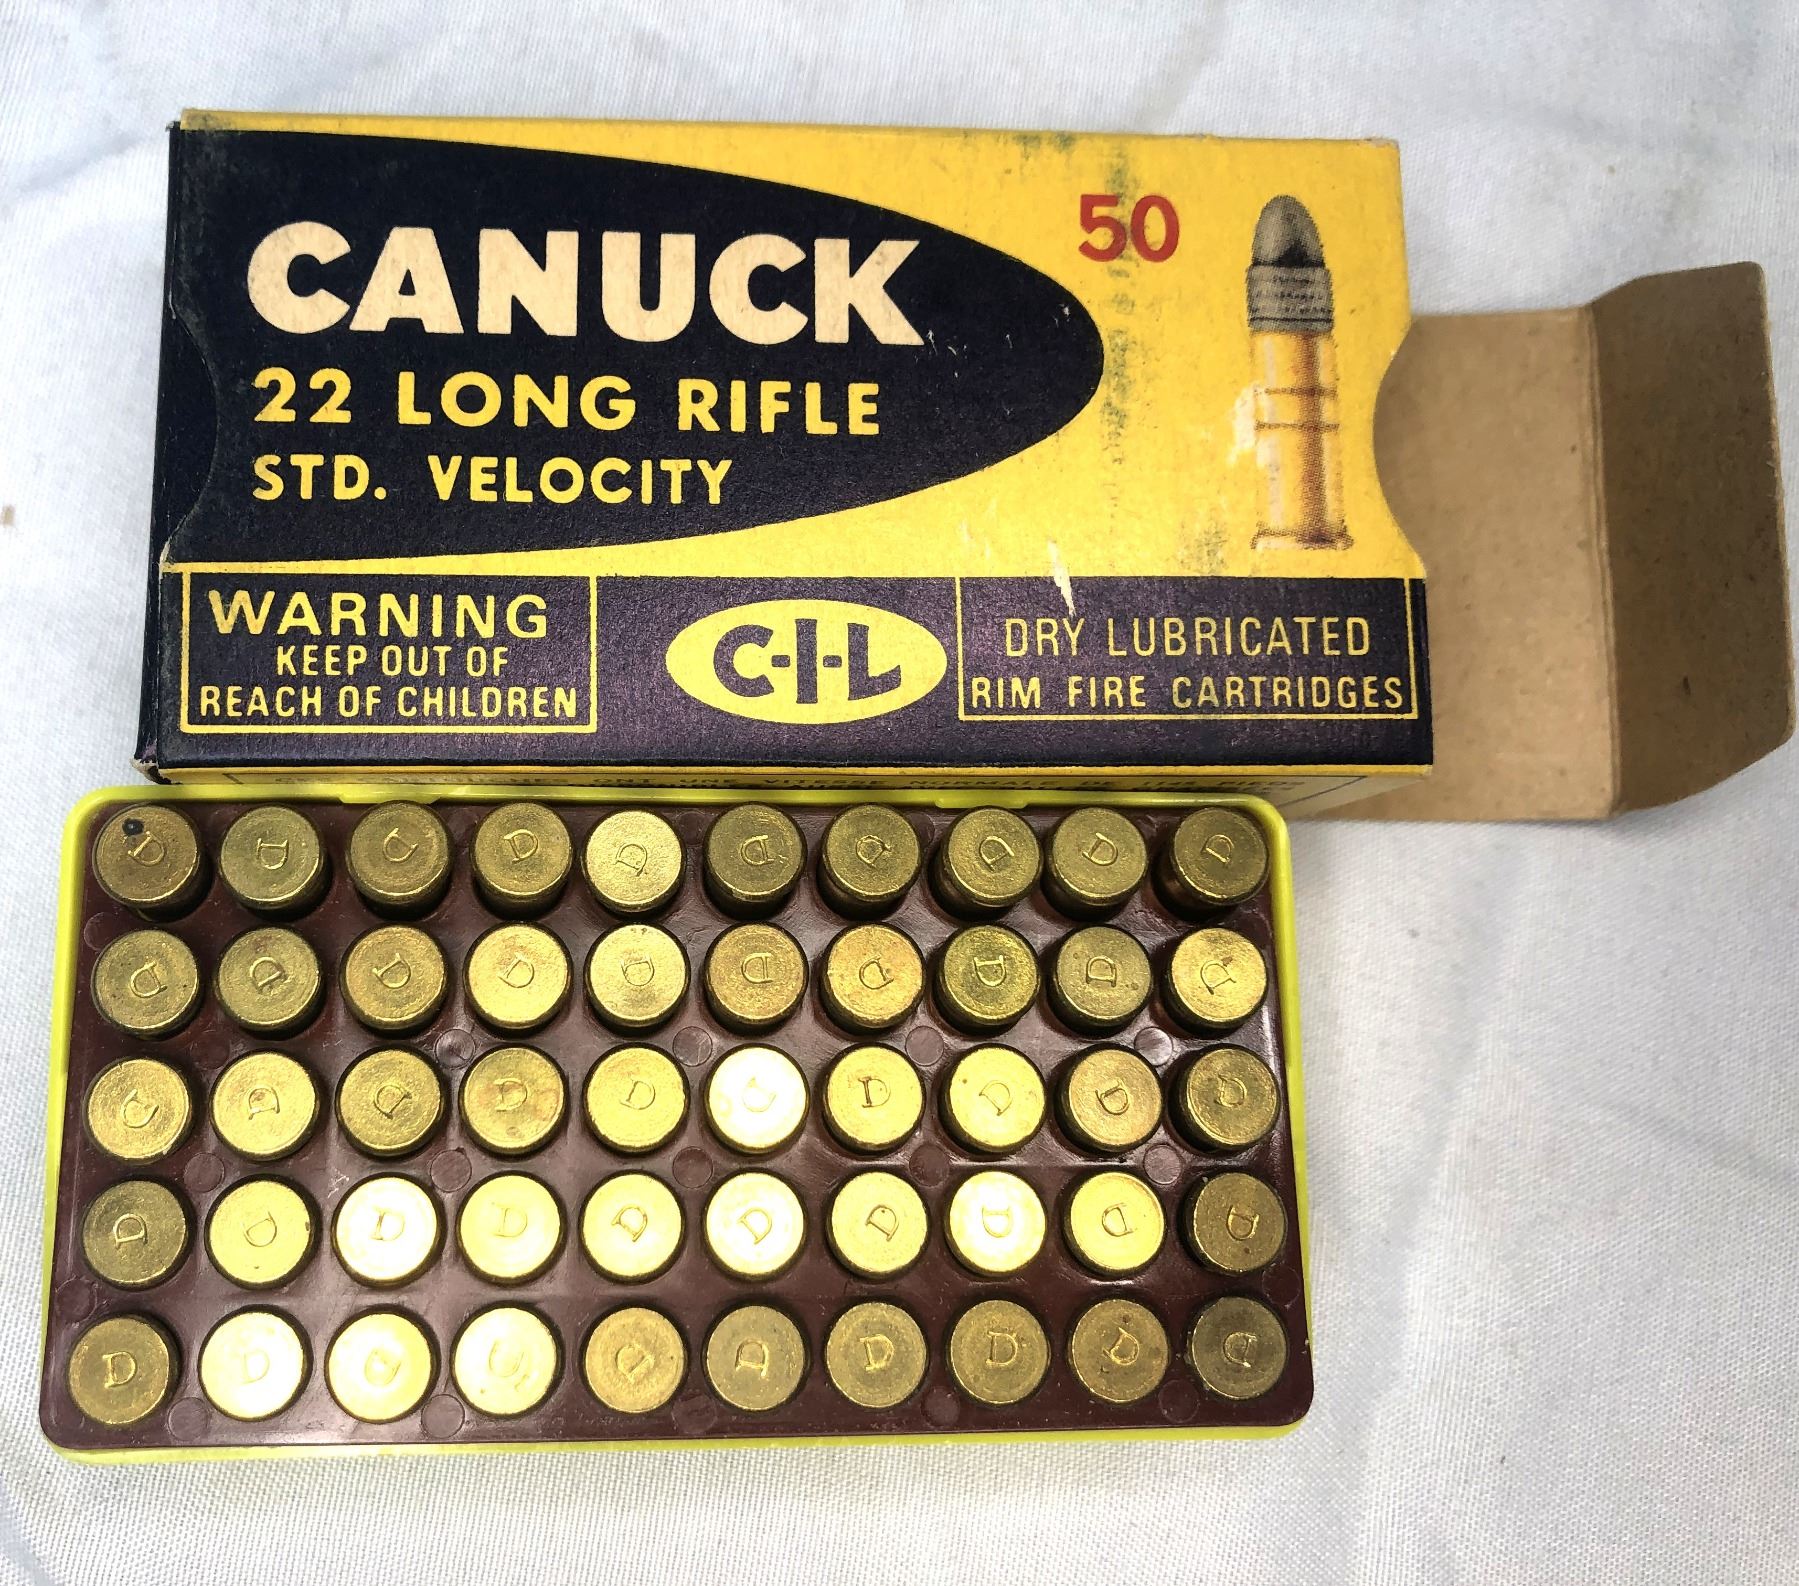 CANUCK
50
22 LONG RIFLE
STD. VELOCITY
WARNING
KEEP OUT OF
REACH OF CHILDREN
C-I-L
DRY LUBRICATED
RIM FIRE CARTRIDGES
D D D D D D D D D D
D D D D D D D D D D
D D D D D D D D D D
D D D D D D D D D D
D D D D D D D D D D